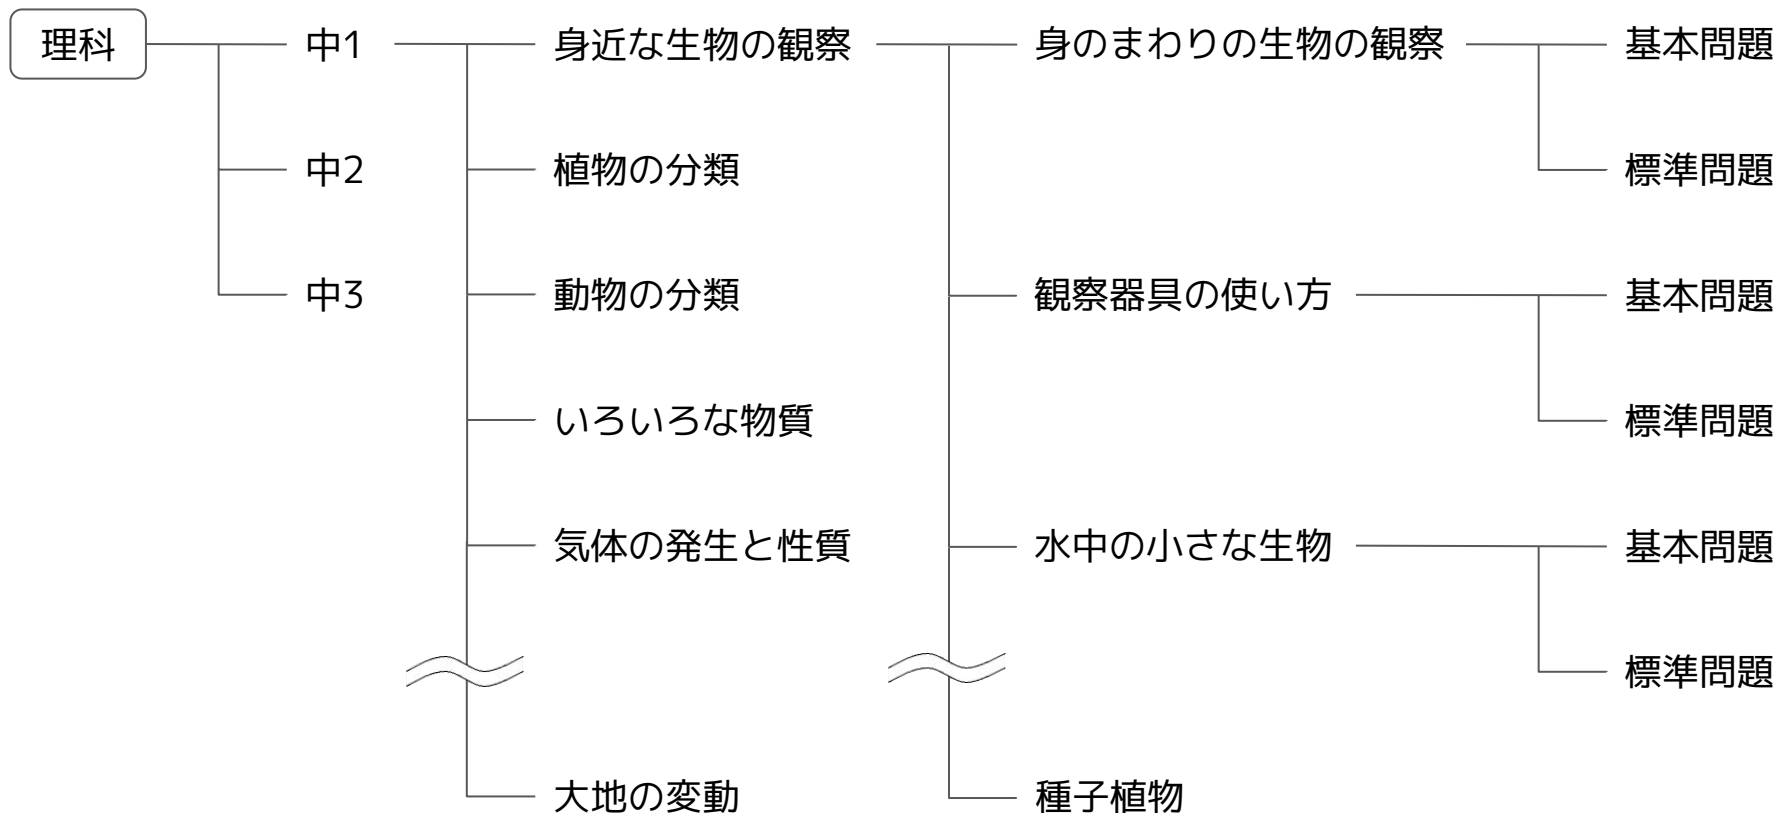 理科 中1 身近な生物の観察 身のまわりの生物の観察 基本問題
中2 植物の分類 標準問題
中3 動物の分類 観察器具の使い方 基本問題
いろいろな物質 標準問題
気体の発生と性質 水中の小さな生物 基本問題
標準問題
大地の変動 種子植物